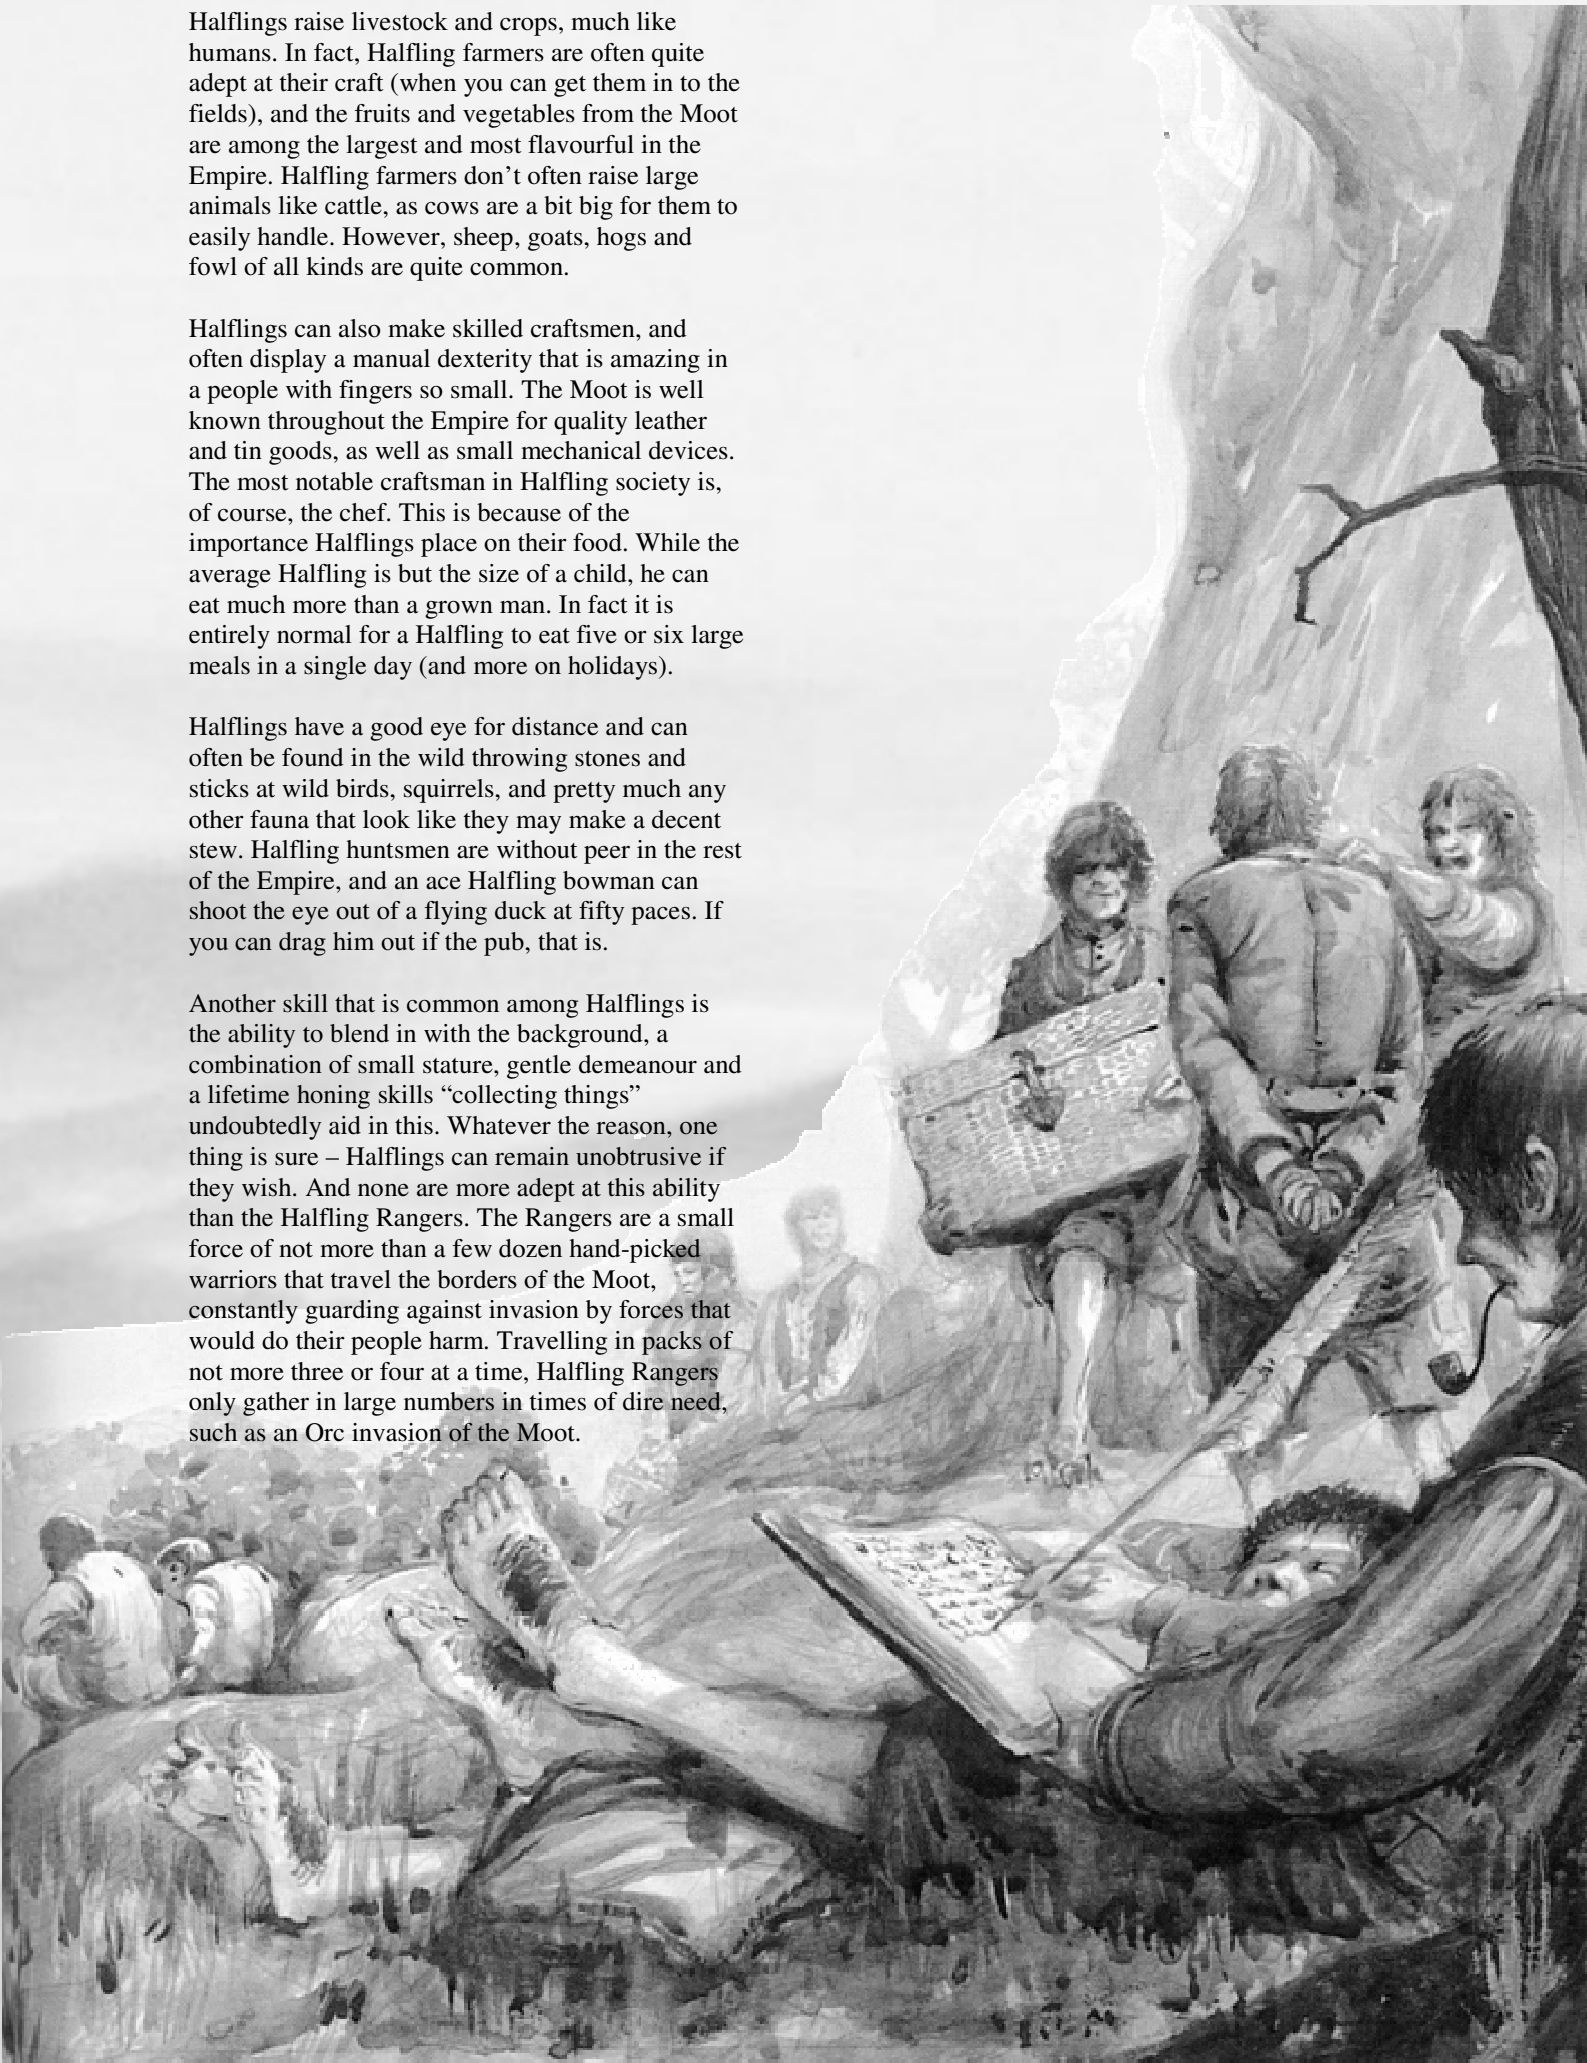 Halflings raise livestock and crops, much like
humans. In fact, Halfling farmers are often quite
adept at their craft (when you can get them in to the
fields), and the fruits and vegetables from the Moot
are among the largest and most flavourful in the
Empire. Halfling farmers don’t often raise large
animals like cattle, as cows are a bit big for them to
easily handle. However, sheep, goats, hogs and
fowl of all kinds are quite common.
Halflings can also make skilled craftsmen, and
often display a manual dexterity that is amazing in
a people with fingers so small. The Moot is well
known throughout the Empire for quality leather
and tin goods, as well as small mechanical devices.
The most notable craftsman in Halfling society is,
of course, the chef. This is because of the
importance Halflings place on their food. While the
average Halfling is but the size of a child, he can
eat much more than a grown man. In fact it is
entirely normal for a Halfling to eat five or six large
meals in a single day (and more on holidays).
Halflings have a good eye for distance and can
often be found in the wild throwing stones and
sticks at wild birds, squirrels, and pretty much any
other fauna that look like they may make a decent
stew. Halfling huntsmen are without peer in the rest
of the Empire, and an ace Halfling bowman can
shoot the eye out of a flying duck at fifty paces. If
you can drag him out if the pub, that is.
Another skill that is common among Halflings is
the ability to blend in with the background, a
combination of small stature, gentle demeanour and
a lifetime honing skills “collecting things”
undoubtedly aid in this. Whatever the reason, one
thing is sure – Halflings can remain unobtrusive if
they wish. And none are more adept at this ability
than the Halfling Rangers. The Rangers are a small
force of not more than a few dozen hand-picked
warriors that travel the borders of the Moot,
constantly guarding against invasion by forces that
would do their people harm. Travelling in packs of
not more three or four at a time, Halfling Rangers
only gather in large numbers in times of dire need,
such as an Orc invasion of the Moot.